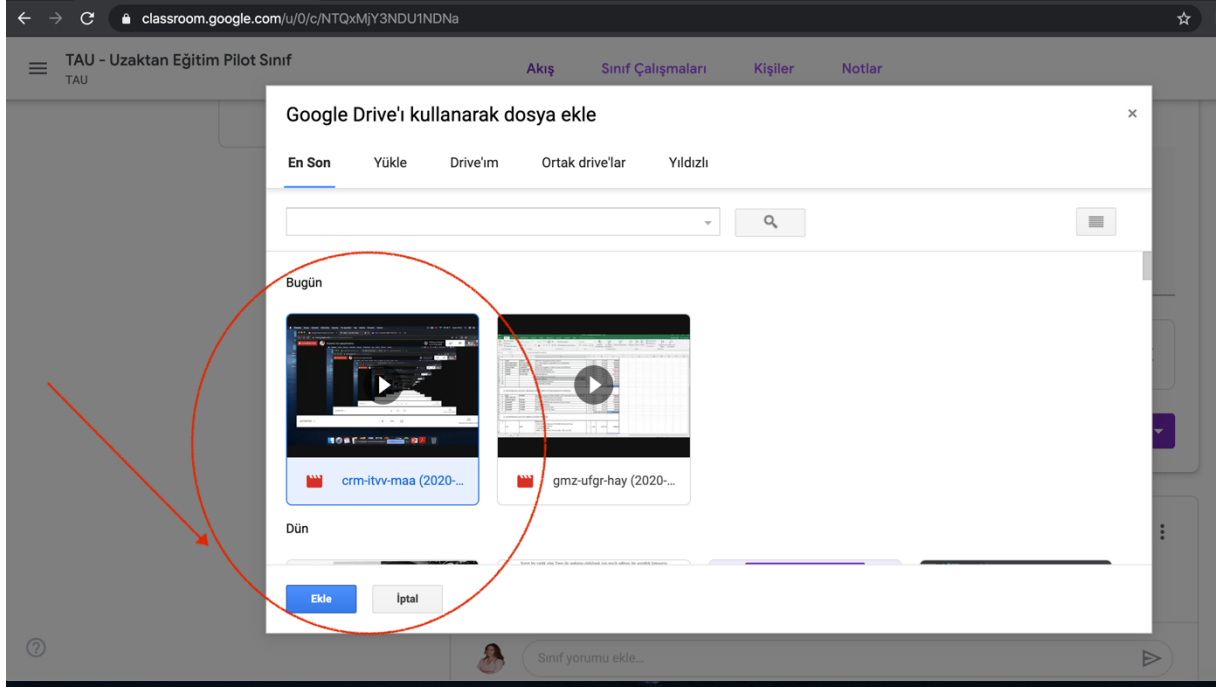 classroom.google.com/u/0/c/NTQxMjY3NDU1NDNa
TAU - Uzaktan Eğitim Pilot Sınıf
TAU
Akış Sınıf Çalışmaları Kişiler Notlar
Google Drive'ı kullanarak dosya ekle
En Son Yükle Drive'ım Ortak drive'lar Yıldızlı
Bugün
crm-itvv-maa (2020-... gmz-ufgr-hay (2020-...
Dün
Ekle İptal
Sınıf yorumu ekle...